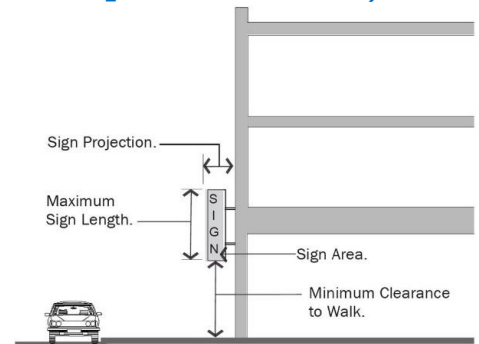 Sign Projection.
Maximum
Sign Length.
S
I
G
N
Sign Area.
Minimum Clearance
to Walk.